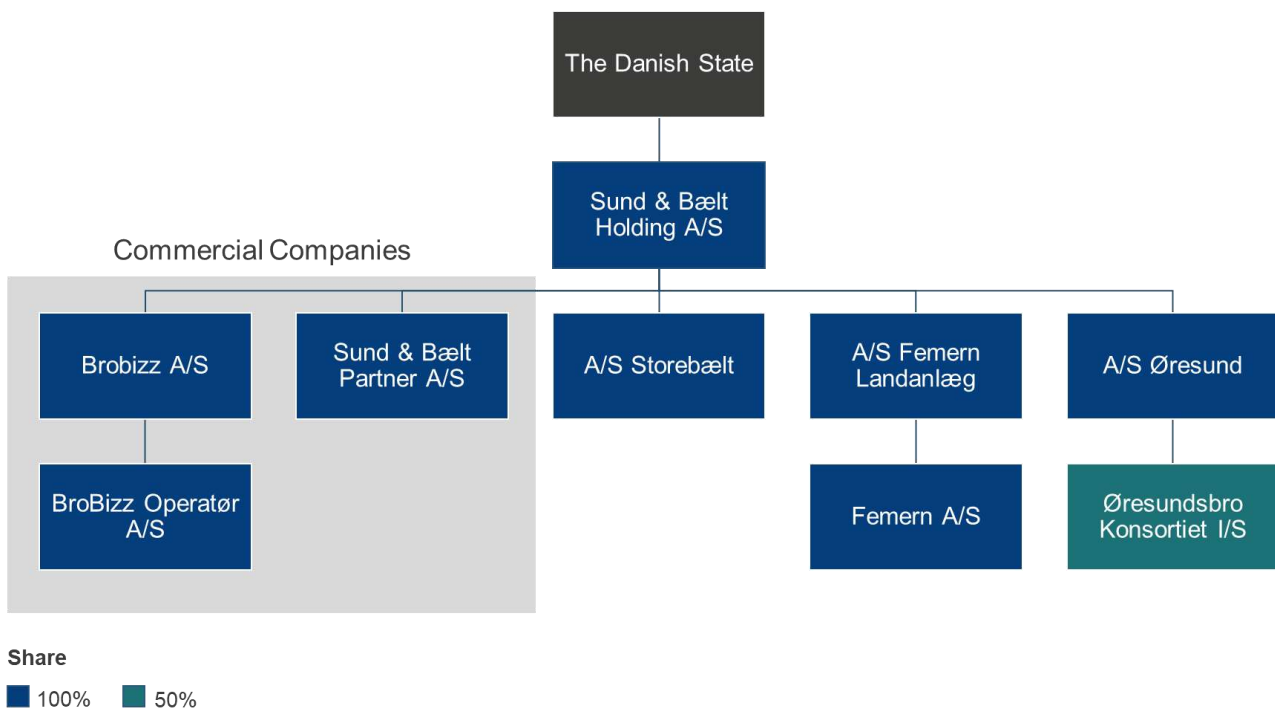 The Danish State
Sund & Bælt
Holding A/S
Commercial Companies
Brobizz A/S
Sund & Bælt
Partner A/S
A/S Storebælt
A/S Femern
Landanlæg
A/S Øresund
BroBizz Operatør
A/S
Femern A/S
Øresundsbro
Konsortiet I/S
Share
100%
50%